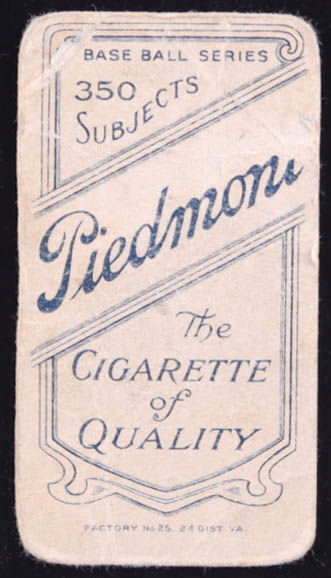 BASE BALL SERIES
350
SUBJECTS
Piedmont
The
CIGARETTE
of
QUALITY
FACTORY No 25, 2d DIST. VA.